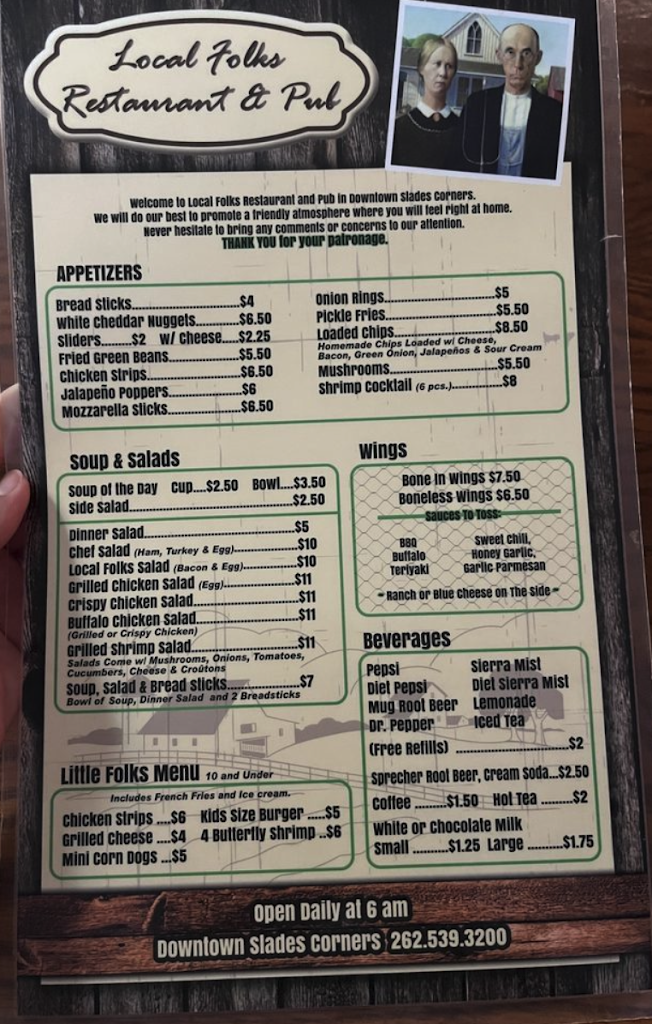 Local Folks
Restaurant & Pub
Welcome to Local Folks Restaurant and Pub in Downtown Slades Corners.
We will do our best to promote a friendly atmosphere where you will feel right at home.
Never hesitate to bring any comments or concerns to our attention.
THANK YOU for your patronage.
APPETIZERS
Bread Sticks..........................$4
White Cheddar Nuggets..........$6.50
Sliders........$2 W/ Cheese....$2.25
Fried Green Beans................$5.50
Chicken Strips.....................$6.50
Jalapeño Poppers..................$6
Mozzarella Sticks..................$6.50
Onion Rings..........................$5
Pickle Fries..........................$5.50
Loaded Chips........................$8.50
Homemade Chips Loaded w/ Cheese,
Bacon, Green Onion, Jalapeños & Sour Cream
Mushrooms..........................$5.50
Shrimp Cocktail (6 pcs.)............$8
Soup & Salads
Soup of the Day Cup....$2.50 Bowl....$3.50
Side Salad.......................................$2.50
Dinner Salad....................................$5
Chef Salad (Ham, Turkey & Egg)................$10
Local Folks Salad (Bacon & Egg)..............$10
Grilled Chicken Salad (Egg)..................$11
Crispy Chicken Salad..........................$11
Buffalo Chicken Salad.........................$11
(Grilled or Crispy Chicken)
Grilled Shrimp Salad..........................$11
Salads Come w/ Mushrooms, Onions, Tomatoes,
Cucumbers, Cheese & Croûtons
Soup, Salad & Bread Sticks.................$7
Bowl of Soup, Dinner Salad and 2 Breadsticks
Wings
Bone In Wings $7.50
Boneless Wings $6.50
Sauces To Toss:
BBQ
Buffalo
Teriyaki
Sweet Chili,
Honey Garlic,
Garlic Parmesan
~ Ranch or Blue Cheese on The Side ~
Beverages
Pepsi
Diet Pepsi
Mug Root Beer
Dr. Pepper
Sierra Mist
Diet Sierra Mist
Lemonade
Iced Tea
(Free Refills) ..............................$2
Sprecher Root Beer, Cream Soda...$2.50
Coffee ........$1.50 Hot Tea .........$2
White or Chocolate Milk
Small .........$1.25 Large .........$1.75
Little Folks Menu 10 and Under
Includes French Fries and Ice cream.
Chicken Strips ....$6 Kids Size Burger .....$5
Grilled Cheese ....$4 4 Butterfly Shrimp ..$6
Mini Corn Dogs ...$5
Open Daily at 6 am
Downtown Slades Corners 262.539.3200